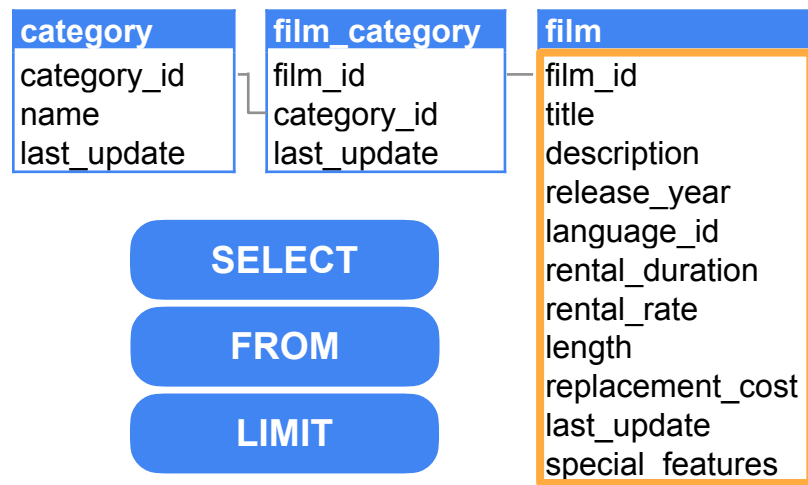 category
category_id
name
last_update
film_category
film_id
category_id
last_update
film
film_id
title
description
release_year
language_id
rental_duration
rental_rate
length
replacement_cost
last_update
special_features
SELECT
FROM
LIMIT